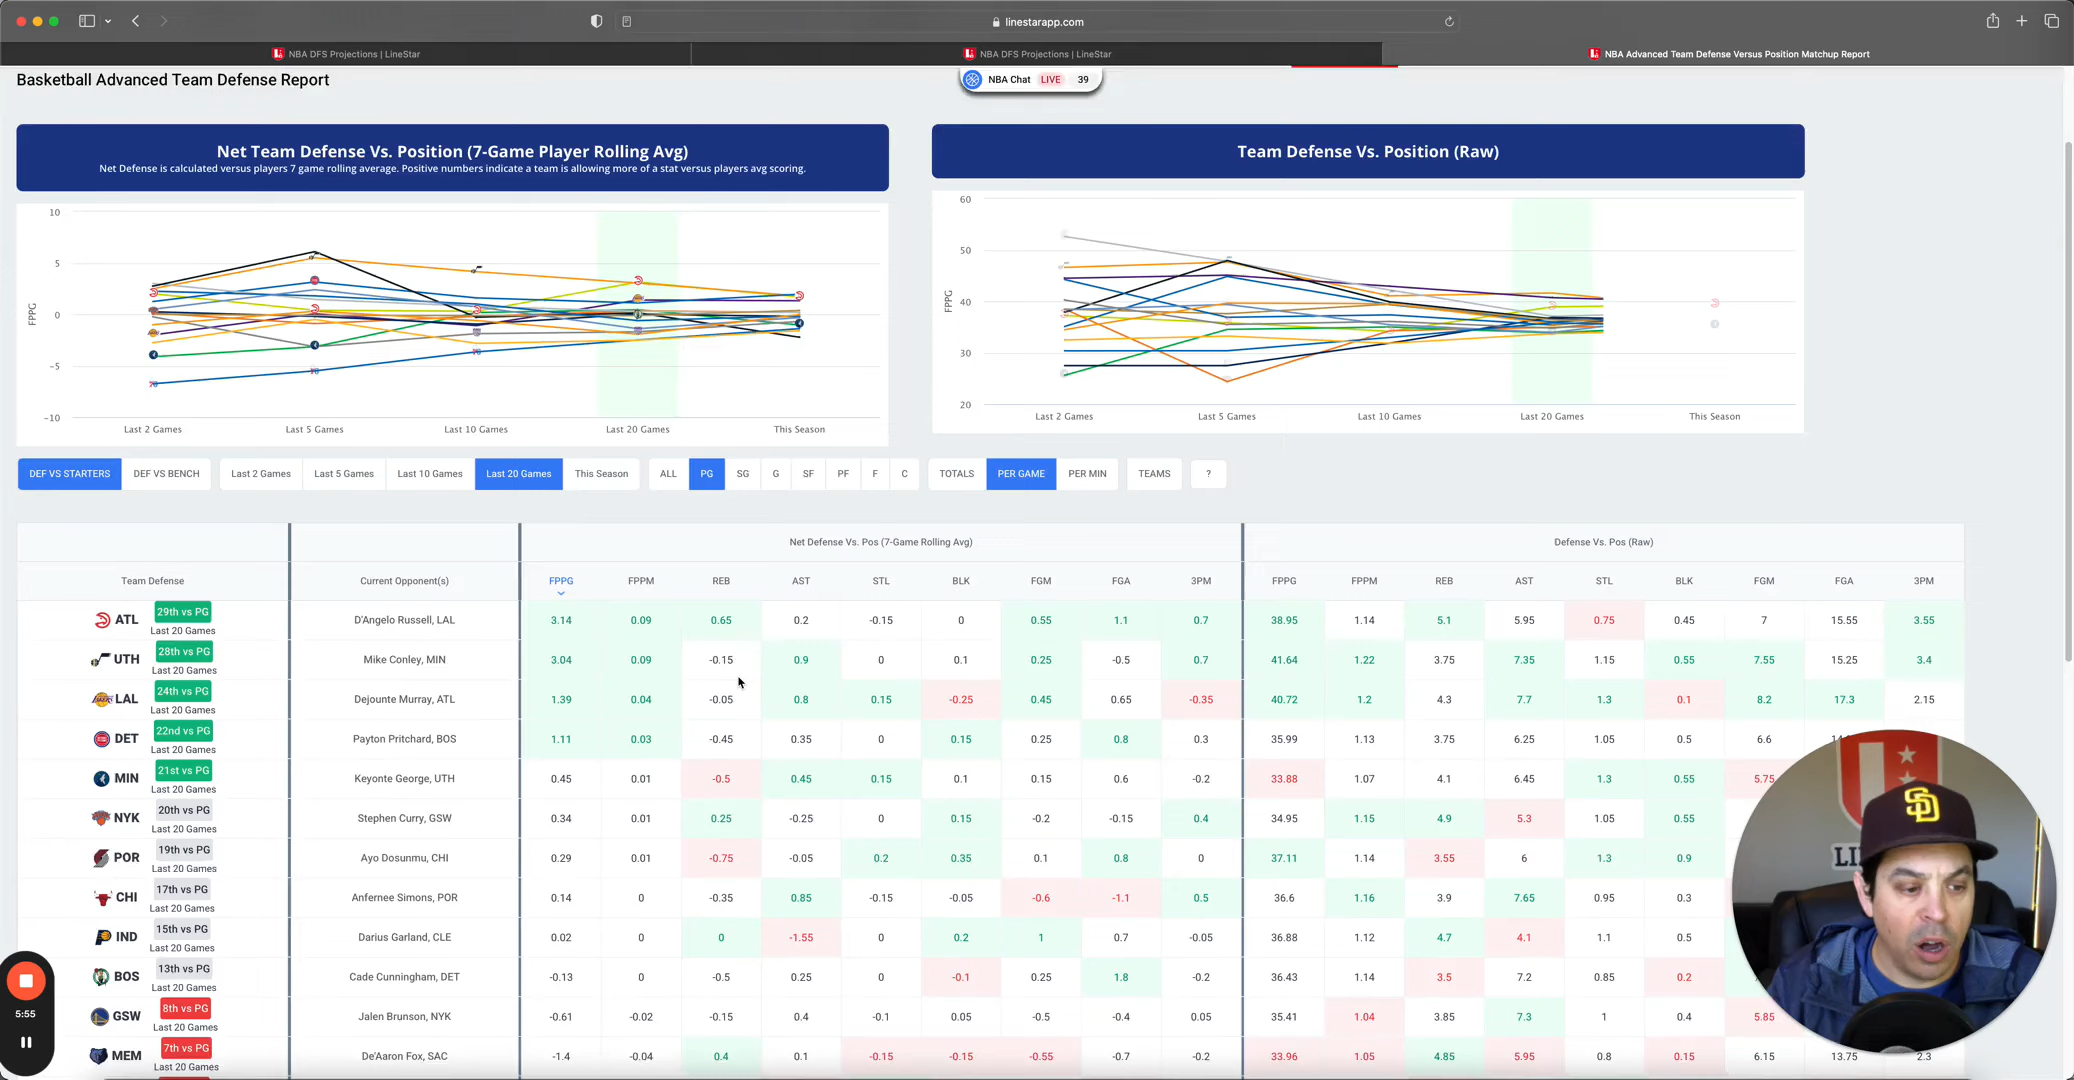 linestarapp.com
NBA DFS Projections | LineStar
NBA DFS Projections | LineStar
NBA Advanced Team Defense Versus Position Matchup Report
Basketball Advanced Team Defense Report
NBA Chat LIVE 39
Net Team Defense Vs. Position (7-Game Player Rolling Avg)
Net Defense is calculated versus players 7 game rolling average. Positive numbers indicate a team is allowing more of a stat versus players avg scoring.
Team Defense Vs. Position (Raw)
10
5
0
-5
-10
FPPG
Last 2 Games Last 5 Games Last 10 Games Last 20 Games This Season
60
50
40
30
20
FPPG
Last 2 Games Last 5 Games Last 10 Games Last 20 Games This Season
DEF VS STARTERS DEF VS BENCH Last 2 Games Last 5 Games Last 10 Games Last 20 Games This Season ALL PG SG G SF PF F C TOTALS PER GAME PER MIN TEAMS ?
Net Defense Vs. Pos (7-Game Rolling Avg) Defense Vs. Pos (Raw)
Team Defense Current Opponent(s) FPPG FPPM REB AST STL BLK FGM FGA 3PM FPPG FPPM REB AST STL BLK FGM FGA 3PM
ATL 29th vs PG Last 20 Games D'Angelo Russell, LAL 3.14 0.09 0.65 0.2 -0.15 0 0.55 1.1 0.7 38.95 1.14 5.1 5.95 0.75 0.45 7 15.55 3.55
UTH 28th vs PG Last 20 Games Mike Conley, MIN 3.04 0.09 -0.15 0.9 0 0.1 0.25 -0.5 0.7 41.64 1.22 3.75 7.35 1.15 0.55 7.55 15.25 3.4
LAL 24th vs PG Last 20 Games Dejounte Murray, ATL 1.39 0.04 -0.05 0.8 0.15 -0.25 0.45 0.65 -0.35 40.72 1.2 4.3 7.7 1.3 0.1 8.2 17.3 2.15
DET 22nd vs PG Last 20 Games Payton Pritchard, BOS 1.11 0.03 -0.45 0.35 0 0.15 0.25 0.8 0.3 35.99 1.13 3.75 6.25 1.05 0.5 6.6
MIN 21st vs PG Last 20 Games Keyonte George, UTH 0.45 0.01 -0.5 0.45 0.15 0.1 0.15 0.6 -0.2 33.88 1.07 4.1 6.45 1.3 0.55 5.75
NYK 20th vs PG Last 20 Games Stephen Curry, GSW 0.34 0.01 0.25 -0.25 0 0.15 -0.2 -0.15 0.4 34.95 1.15 4.9 5.3 1.05 0.55
POR 19th vs PG Last 20 Games Ayo Dosunmu, CHI 0.29 0.01 -0.75 -0.05 0.2 0.35 0.1 0.8 0 37.11 1.14 3.55 6 1.3 0.9
CHI 17th vs PG Last 20 Games Anfernee Simons, POR 0.14 0 -0.35 0.85 -0.15 -0.05 -0.6 -1.1 0.5 36.6 1.16 3.9 7.65 0.95 0.3
IND 15th vs PG Last 20 Games Darius Garland, CLE 0.02 0 0 -1.55 0 0.2 1 0.7 -0.05 36.88 1.12 4.7 4.1 1.1 0.5
BOS 13th vs PG Last 20 Games Cade Cunningham, DET -0.13 0 -0.5 0.25 0 -0.1 0.25 1.8 -0.2 36.43 1.14 3.5 7.2 0.85 0.2
GSW 8th vs PG Last 20 Games Jalen Brunson, NYK -0.61 -0.02 -0.15 0.4 -0.1 0.05 -0.5 -0.4 0.05 35.41 1.04 3.85 7.3 1 0.4 5.85
MEM 7th vs PG Last 20 Games De'Aaron Fox, SAC -1.4 -0.04 0.4 0.1 -0.15 -0.15 -0.55 -0.7 -0.2 33.96 1.05 4.85 5.95 0.8 0.15 6.15 13.75 2.3
5:55
SD